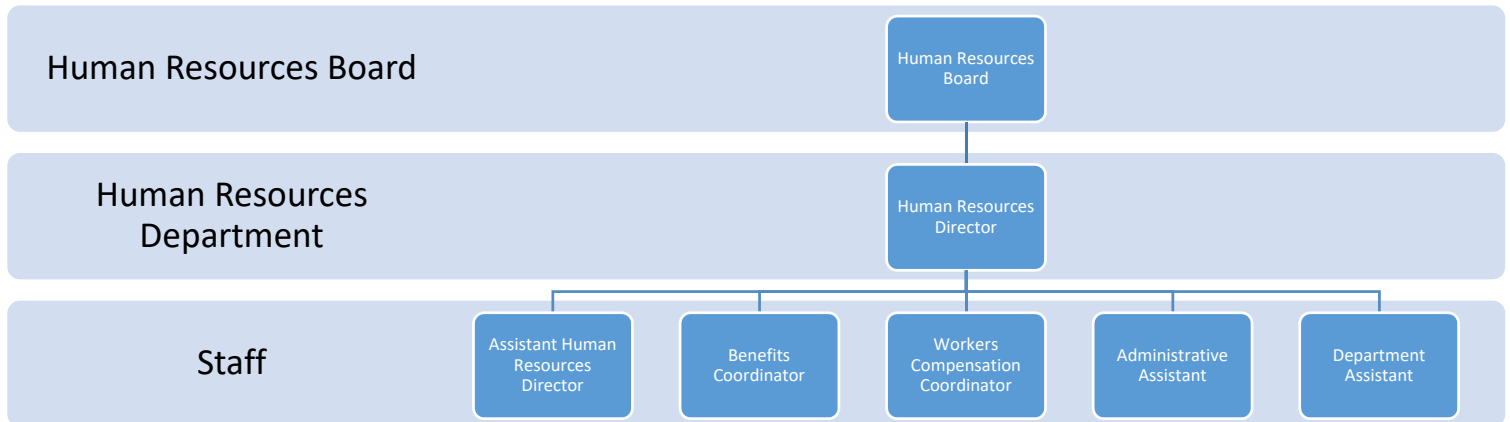 Human Resources Board
Human Resources
Board
Human Resources
Department
Human Resources
Director
Staff
Assistant Human
Resources
Director
Benefits
Coordinator
Workers
Compensation
Coordinator
Administrative
Assistant
Department
Assistant